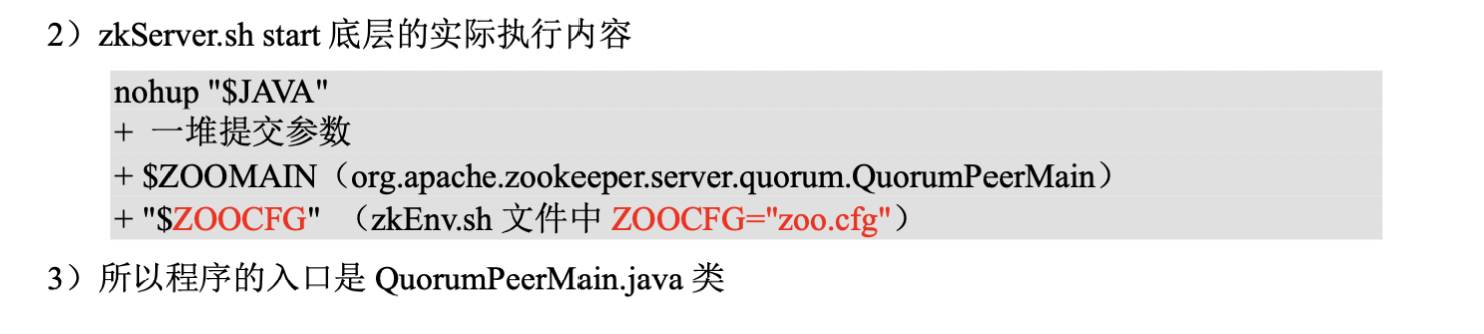 2）zkServer.sh start 底层的实际执行内容
nohup "$JAVA"
+ 一堆提交参数
+ $ZOOMAIN（org.apache.zookeeper.server.quorum.QuorumPeerMain）
+ "$ZOOCFG" （zkEnv.sh 文件中 ZOOCFG="zoo.cfg"）
3）所以程序的入口是 QuorumPeerMain.java 类